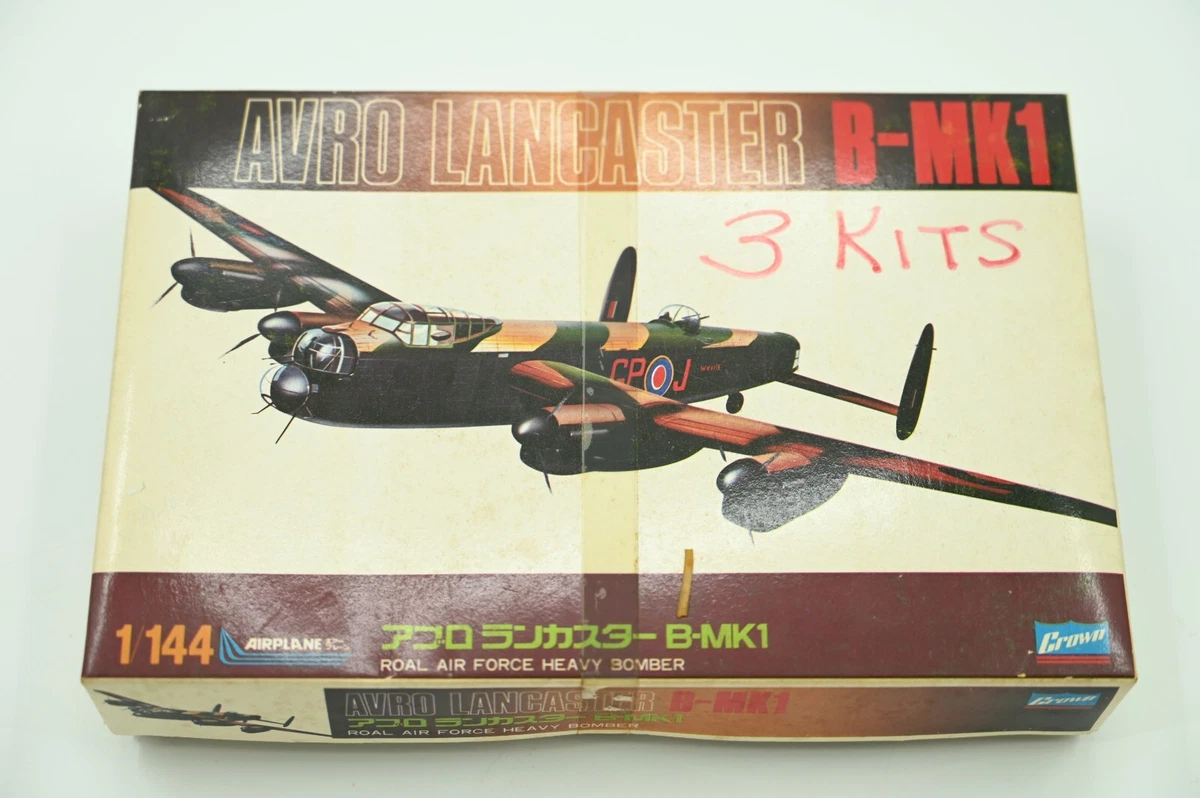 AVRO LANCASTER B-MK1
3 KITS
GP J
1/144 AIRPLANE アブロ ランカスター B-MK1
ROAL AIR FORCE HEAVY BOMBER
Crown
AVRO LANCASTER B-MK1
アブロ ランカスター B-MK1
ROAL AIR FORCE HEAVY BOMBER
Crown